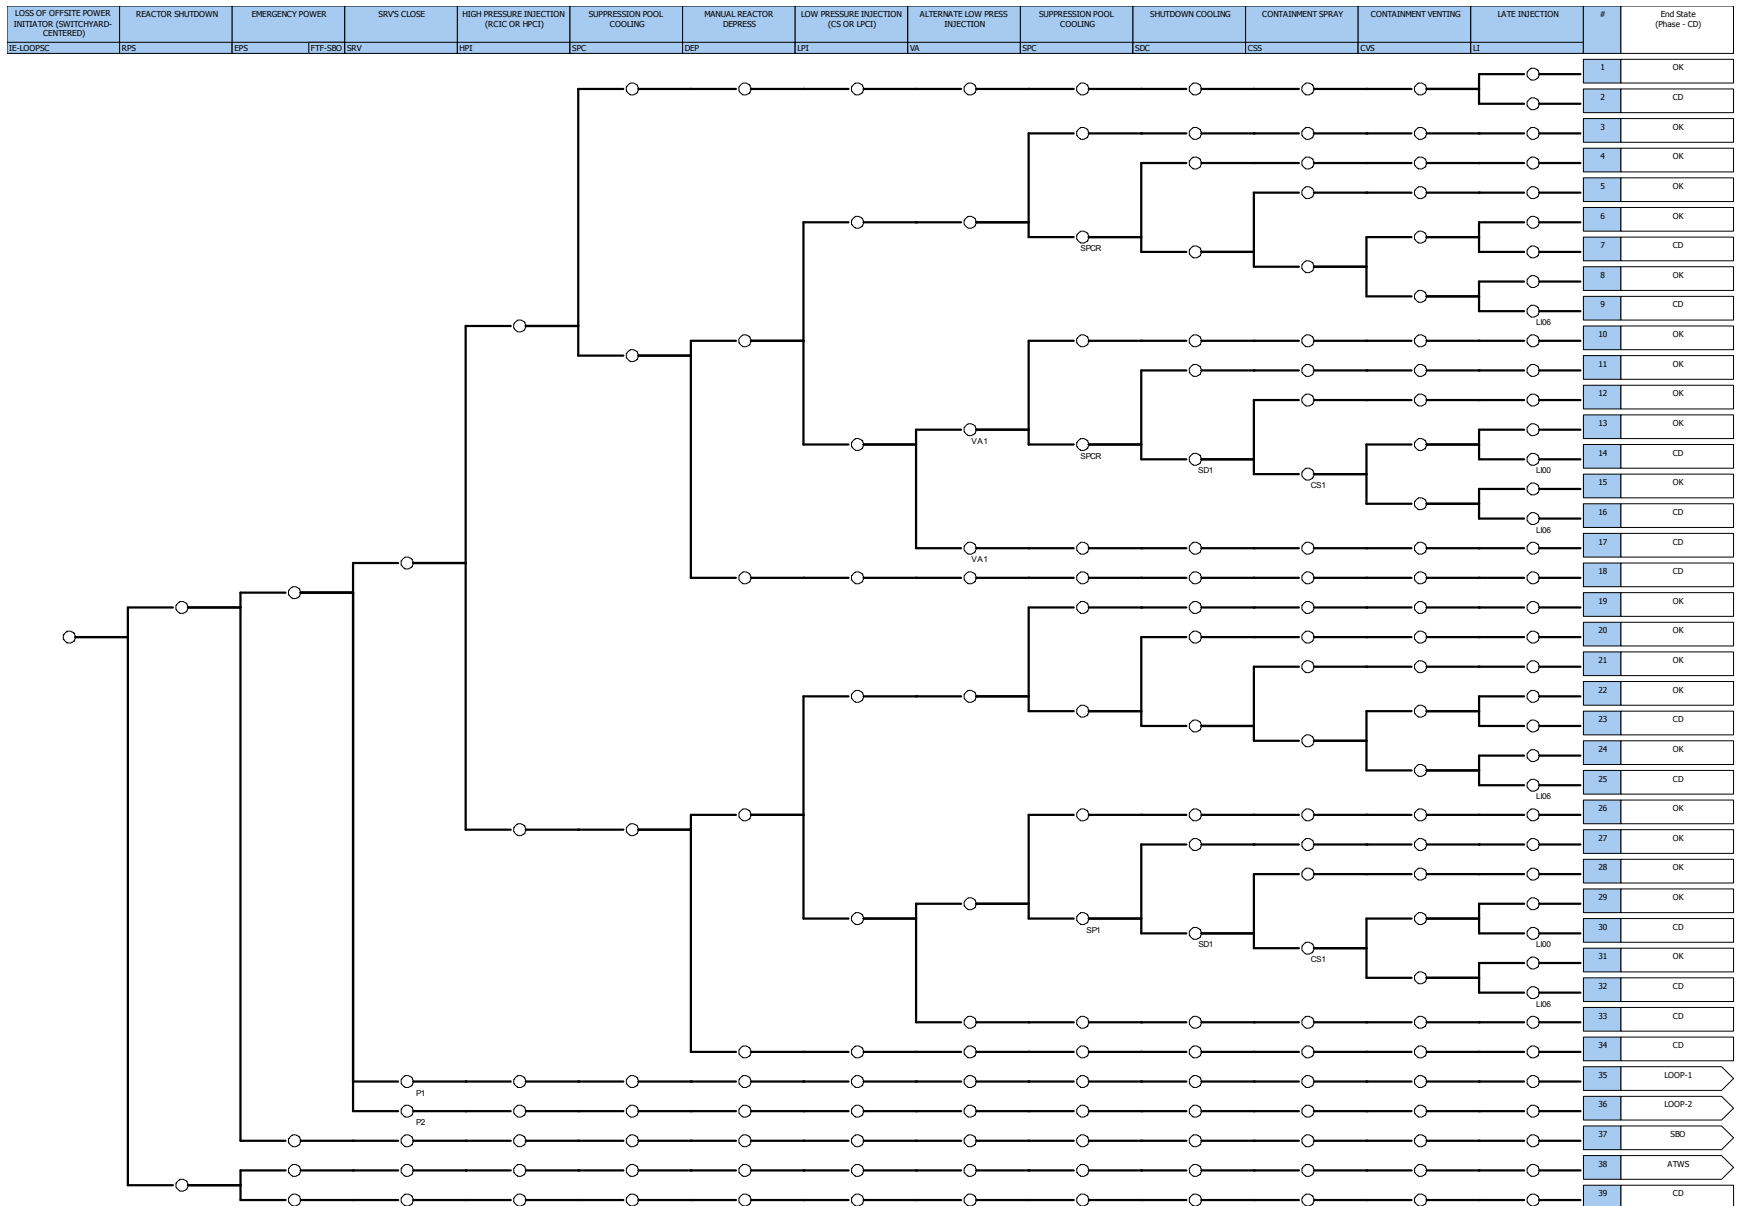 LOSS OF OFFSITE POWER
INITIATOR (SWITCHYARD-
CENTERED)
REACTOR SHUTDOWN
EMERGENCY POWER
SRV'S CLOSE
HIGH PRESSURE INJECTION
(RCIC OR HPCI)
SUPPRESSION POOL
COOLING
MANUAL REACTOR
DEPRESS
LOW PRESSURE INJECTION
(CS OR LPCI)
ALTERNATE LOW PRESS
INJECTION
SUPPRESSION POOL
COOLING
SHUTDOWN COOLING
CONTAINMENT SPRAY
CONTAINMENT VENTING
LATE INJECTION
#
End State
(Phase - CD)
IE-LOOPSC
RPS
EPS
FTF-SBO
SRV
HPI
SPC
DEP
LPI
VA
SPC
SDC
CSS
CVS
LI
1 OK
2 CD
3 OK
4 OK
5 OK
6 OK
SPCR
7 CD
8 OK
9 CD
LI06
10 OK
11 OK
12 OK
13 OK
VA1
SPCR
14 CD
SD1
LI00
CS1
15 OK
16 CD
LI06
17 CD
VA1
18 CD
19 OK
20 OK
21 OK
22 OK
23 CD
24 OK
25 CD
LI06
26 OK
27 OK
28 OK
29 OK
SP1
30 CD
SD1
LI00
CS1
31 OK
32 CD
LI06
33 CD
34 CD
35 LOOP-1
P1
36 LOOP-2
P2
37 SBO
38 ATWS
39 CD